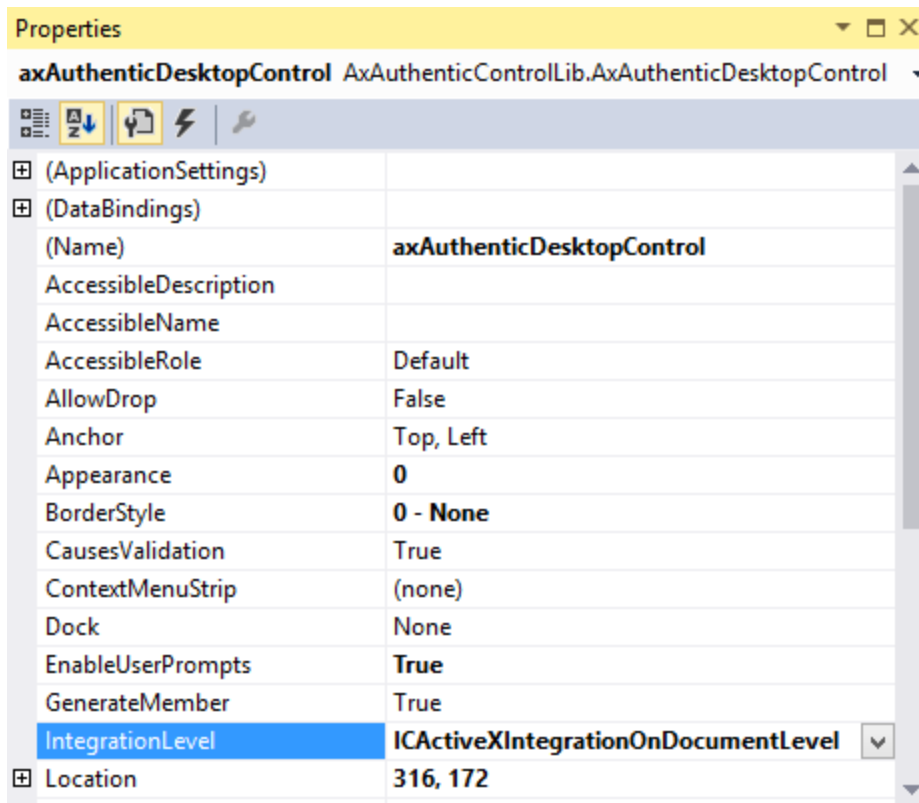 Properties
axAuthenticDesktopControl AxAuthenticControlLib.AxAuthenticDesktopControl
(ApplicationSettings)
(DataBindings)
(Name) axAuthenticDesktopControl
AccessibleDescription
AccessibleName
AccessibleRole Default
AllowDrop False
Anchor Top, Left
Appearance 0
BorderStyle 0 - None
CausesValidation True
ContextMenuStrip (none)
Dock None
EnableUserPrompts True
GenerateMember True
IntegrationLevel ICActiveXIntegrationOnDocumentLevel
Location 316, 172